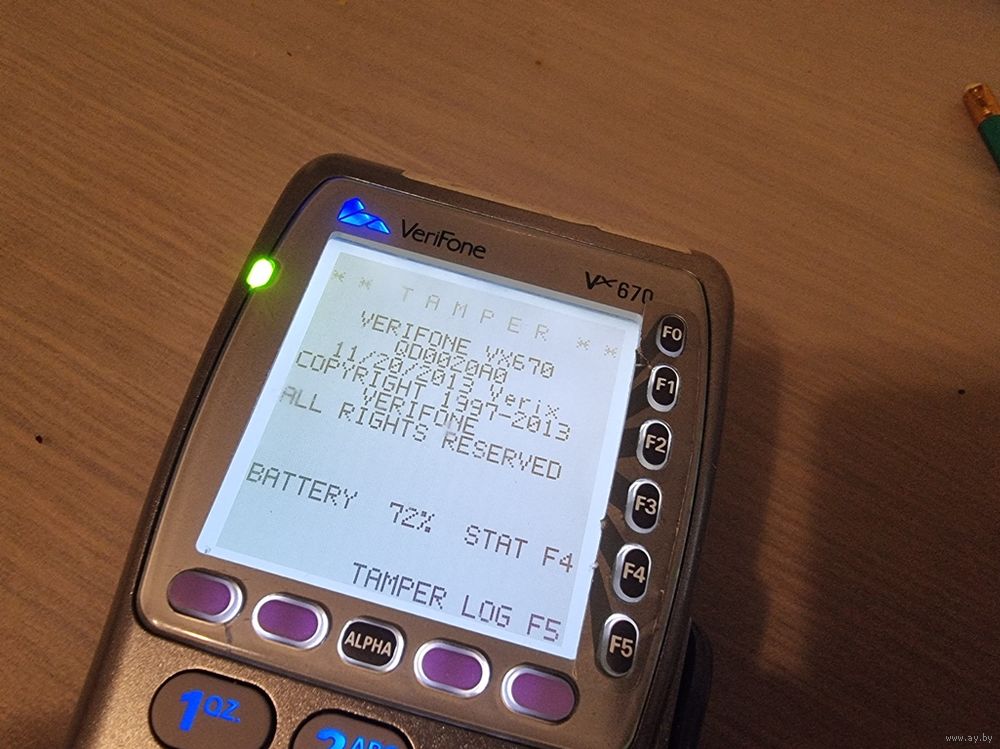 VeriFone
Vx670
* * T A M P E R * *
VERIFONE VX670
QD0020A0
11/20/2013 Verix
COPYRIGHT 1997-2013
VERIFONE
ALL RIGHTS RESERVED
BATTERY 72% STAT F4
TAMPER LOG F5
F0
F1
F2
F3
F4
F5
ALPHA
1QZ.
2ABC
www.ay.by